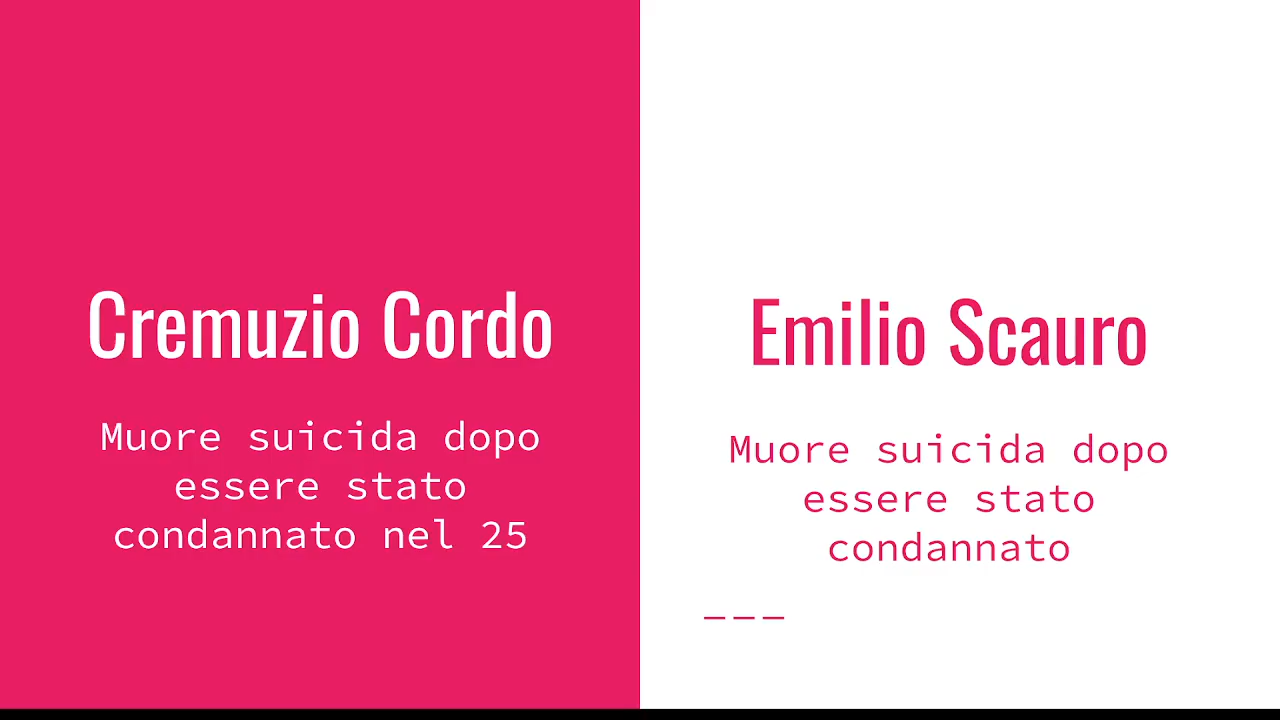 Cremuzio Cordo
Muore suicida dopo
essere stato
condannato nel 25
Emilio Scauro
Muore suicida dopo
essere stato
condannato